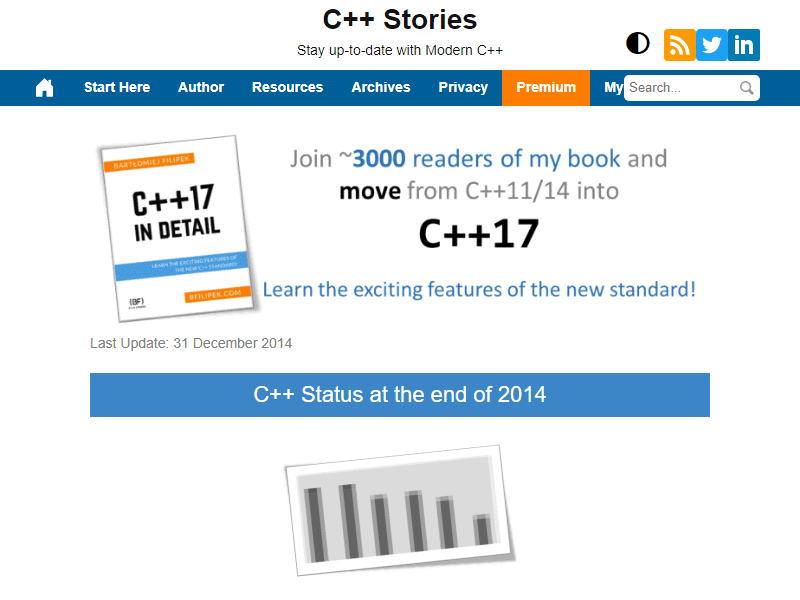 C++ Stories
Stay up-to-date with Modern C++
in
Start Here Author Resources Archives Privacy Premium My Search...
BARTŁOMIEJ FILIPEK
C++17
IN DETAIL
LEARN THE EXCITING FEATURES OF
THE NEW C++ STANDARD!
{BF}
BFILIPEK.COM
Join ~3000 readers of my book and
move from C++11/14 into
C++17
Learn the exciting features of the new standard!
Last Update: 31 December 2014
C++ Status at the end of 2014